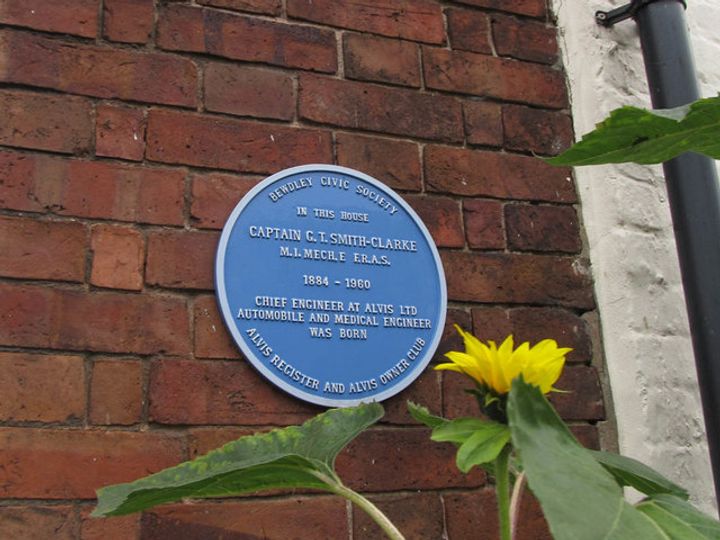 BEWDLEY CIVIC SOCIETY
IN THIS HOUSE
CAPTAIN G.T. SMITH-CLARKE
M.I.MECH.E F.R.A.S.
1884 - 1960
CHIEF ENGINEER AT ALVIS LTD
AUTOMOBILE AND MEDICAL ENGINEER
WAS BORN
ALVIS REGISTER AND ALVIS OWNER CLUB